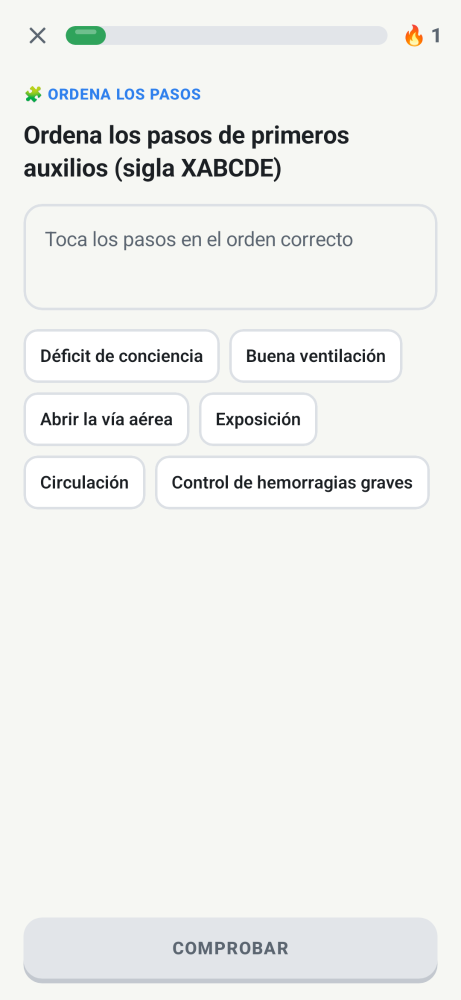 1
ORDENA LOS PASOS
Ordena los pasos de primeros
auxilios (sigla XABCDE)
Toca los pasos en el orden correcto
Déficit de conciencia
Buena ventilación
Abrir la vía aérea
Exposición
Circulación
Control de hemorragias graves
COMPROBAR